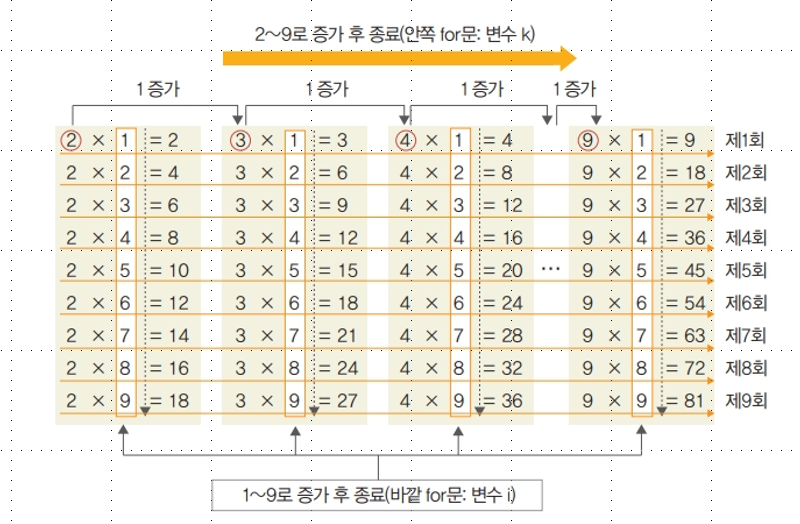 2~9로 증가 후 종료(안쪽 for문: 변수 k)
1 증가 1 증가 1 증가 1 증가
2 × 1 = 2 3 × 1 = 3 4 × 1 = 4 9 × 1 = 9 제1회
2 × 2 = 4 3 × 2 = 6 4 × 2 = 8 9 × 2 = 18 제2회
2 × 3 = 6 3 × 3 = 9 4 × 3 = 12 9 × 3 = 27 제3회
2 × 4 = 8 3 × 4 = 12 4 × 4 = 16 9 × 4 = 36 제4회
2 × 5 = 10 3 × 5 = 15 4 × 5 = 20 ··· 9 × 5 = 45 제5회
2 × 6 = 12 3 × 6 = 18 4 × 6 = 24 9 × 6 = 54 제6회
2 × 7 = 14 3 × 7 = 21 4 × 7 = 28 9 × 7 = 63 제7회
2 × 8 = 16 3 × 8 = 24 4 × 8 = 32 9 × 8 = 72 제8회
2 × 9 = 18 3 × 9 = 27 4 × 9 = 36 9 × 9 = 81 제9회
1~9로 증가 후 종료(바깥 for문: 변수 i)